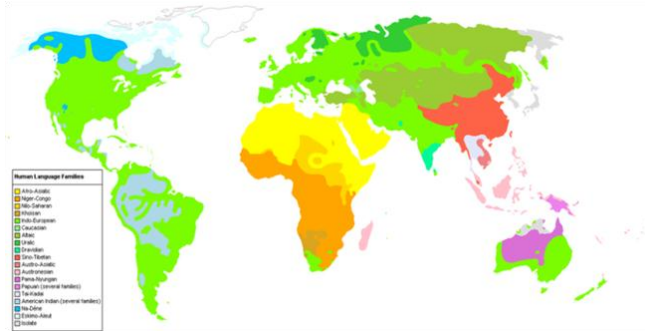 Human Language Families
Afro-Asiatic
Niger-Congo
Nilo-Saharan
Khoisan
Indo-European
Caucasian
Altaic
Uralic
Dravidian
Sino-Tibetan
Austro-Asiatic
Austronesian
Pama-Nyungan
Papuan (several families)
Tai-Kadai
American Indian (several families)
Na-Dené
Eskimo-Aleut
Isolate